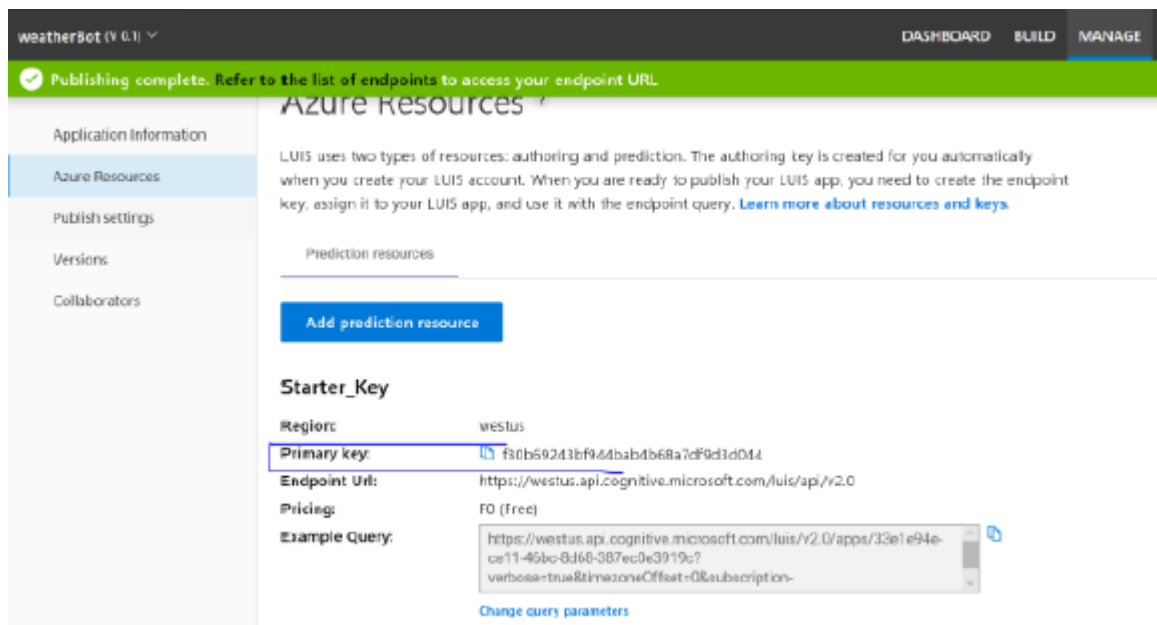 weatherBot (V 0.1)
DASHBOARD BUILD MANAGE
Publishing complete. Refer to the list of endpoints to access your endpoint URL
Azure Resources ?
Application Information
Azure Resources
Publish settings
Versions
Collaborators
LUIS uses two types of resources: authoring and prediction. The authoring key is created for you automatically
when you create your LUIS account. When you are ready to publish your LUIS app, you need to create the endpoint
key, assign it to your LUIS app, and use it with the endpoint query. Learn more about resources and keys.
Prediction resources
Add prediction resource
Starter_Key
Region: westus
Primary key:
Endpoint Url: https://westus.api.cognitive.microsoft.com/luis/api/v2.0
Pricing: F0 (Free)
Example Query: https://westus.api.cognitive.microsoft.com/luis/v2.0/apps/33e1e94e-
verbose=true&timezoneOffset=0&subscription-
Change query parameters